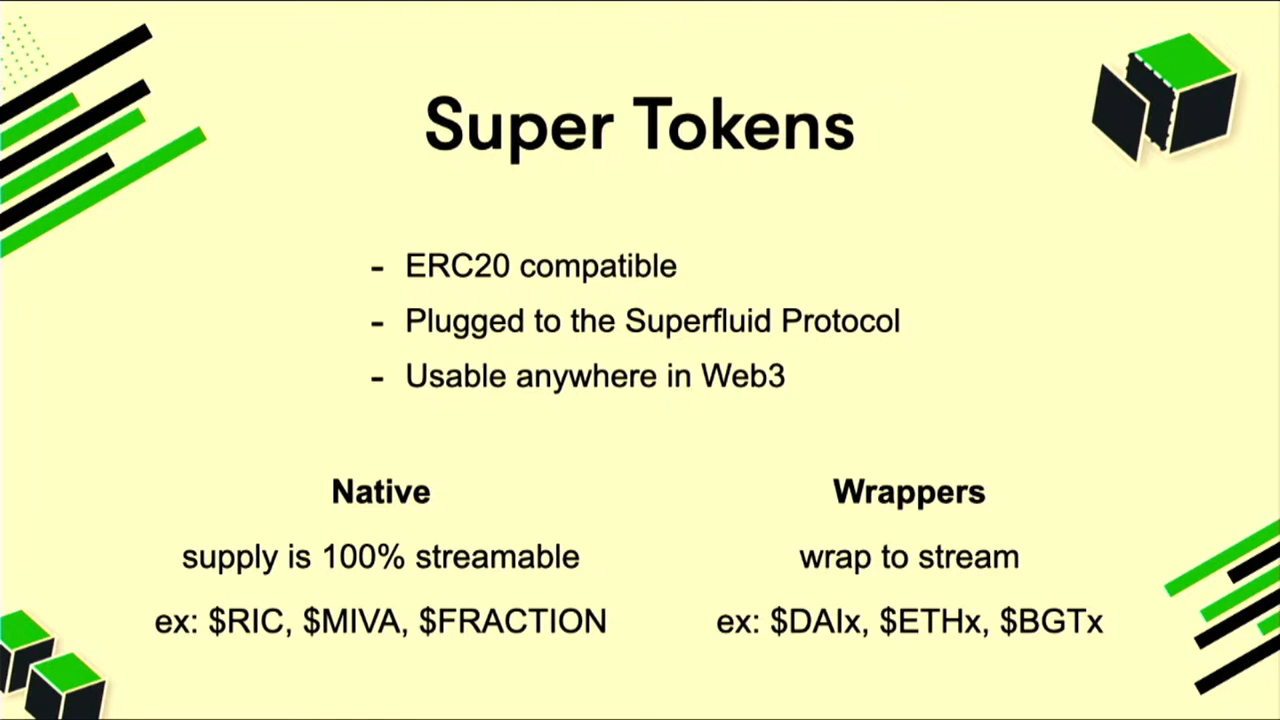 Super Tokens
- ERC20 compatible
- Plugged to the Superfluid Protocol
- Usable anywhere in Web3
Native
supply is 100% streamable
ex: $RIC, $MIVA, $FRACTION
Wrappers
wrap to stream
ex: $DAIx, $ETHx, $BGTx